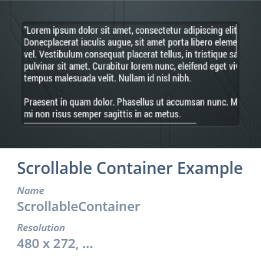 "Lorem ipsum dolor sit amet, consectetur adipiscing elit
Donecplacerat iaculis augue, sit amet porta libero eleme
vel. Vestibulum consequat placerat tellus, in tristique sa
pulvinar sit amet. Curabitur lorem nunc, eleifend eget viv
tempus malesuada velit. Nullam id nisl nibh.
Praesent in quam dolor. Phasellus ut accumsan nunc. M
mi non risus semper sagittis in ac metus.
Scrollable Container Example
Name
ScrollableContainer
Resolution
480 x 272, ...